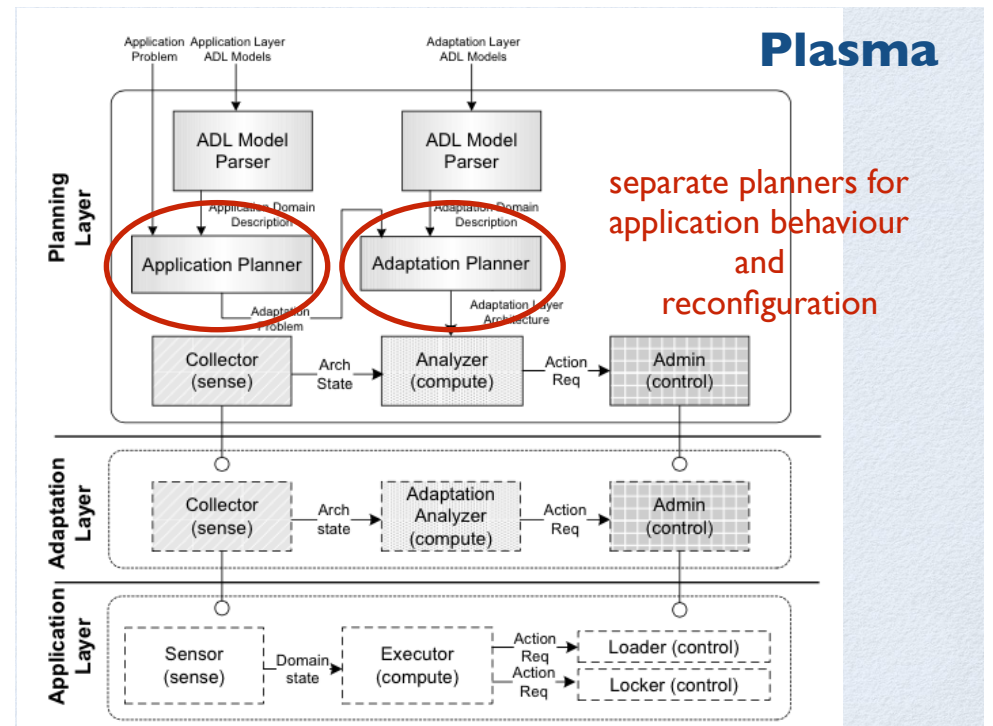 Plasma
Application
Problem
Application Layer
ADL Models
Adaptation Layer
ADL Models
Planning
Layer
ADL Model
Parser
ADL Model
Parser
Application Domain
Description
Adaptation Domain
Description
separate planners for
application behaviour
and
reconfiguration
Application Planner
Adaptation Planner
Adaptation
Problem
Adaptation Layer
Architecture
Collector
(sense)
Arch
State
Analyzer
(compute)
Action
Req
Admin
(control)
Adaptation
Layer
Collector
(sense)
Arch
state
Adaptation
Analyzer
(compute)
Action
Req
Admin
(control)
Application
Layer
Sensor
(sense)
Domain
state
Executor
(compute)
Action
Req
Loader (control)
Action
Req
Locker (control)